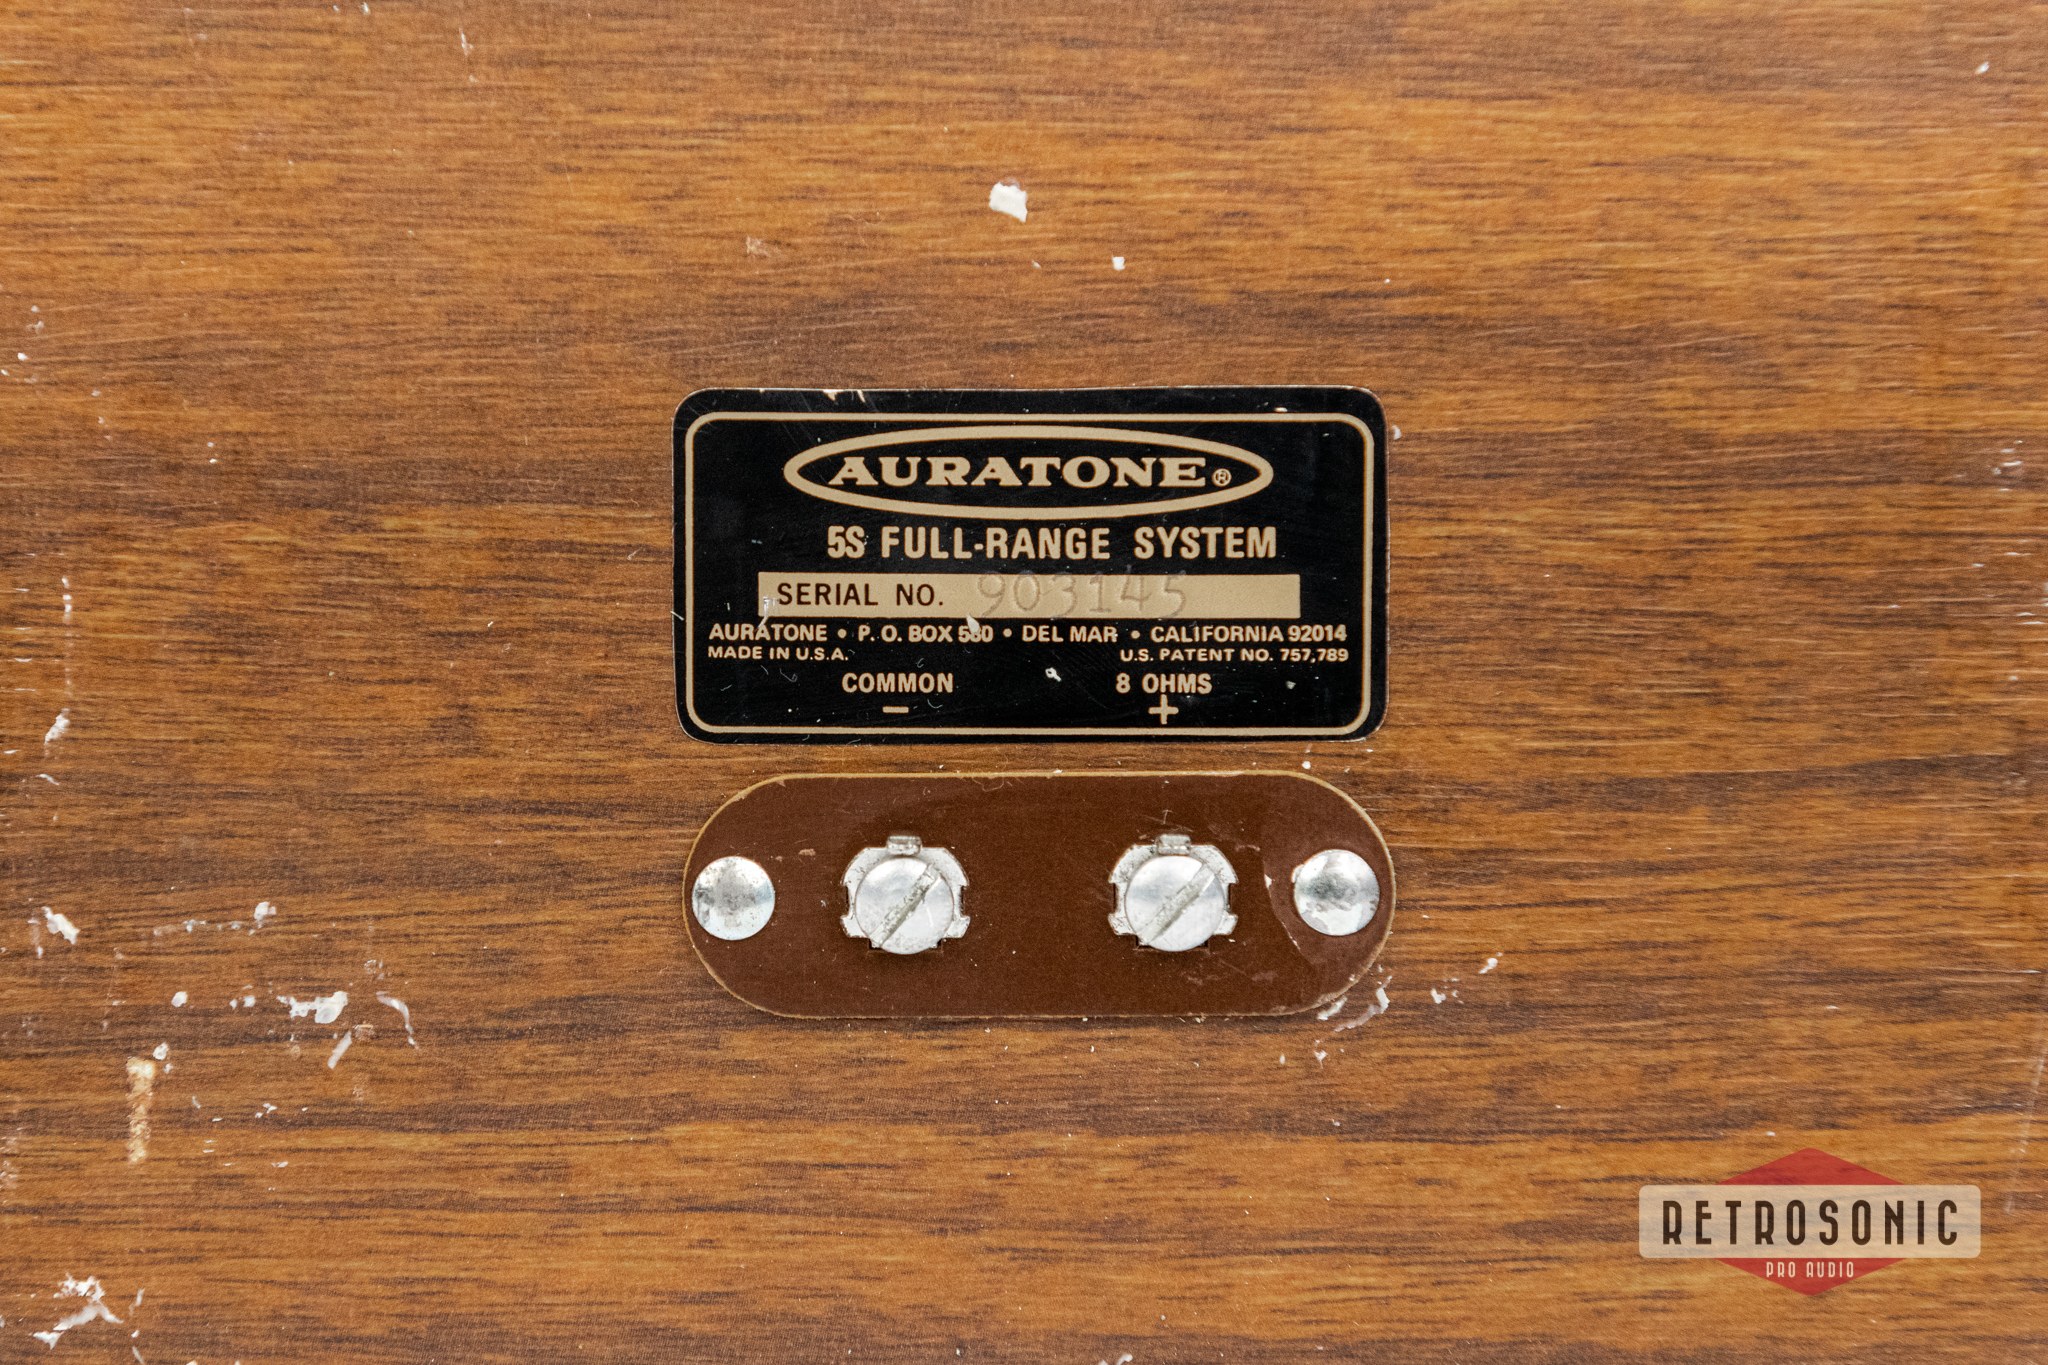 AURATONE®
5S FULL-RANGE SYSTEM
SERIAL NO. 903145
AURATONE • P. O. BOX 580 • DEL MAR • CALIFORNIA 92014
MADE IN U.S.A. U.S. PATENT NO. 757,789
COMMON 8 OHMS
− +
RETROSONIC
PRO AUDIO